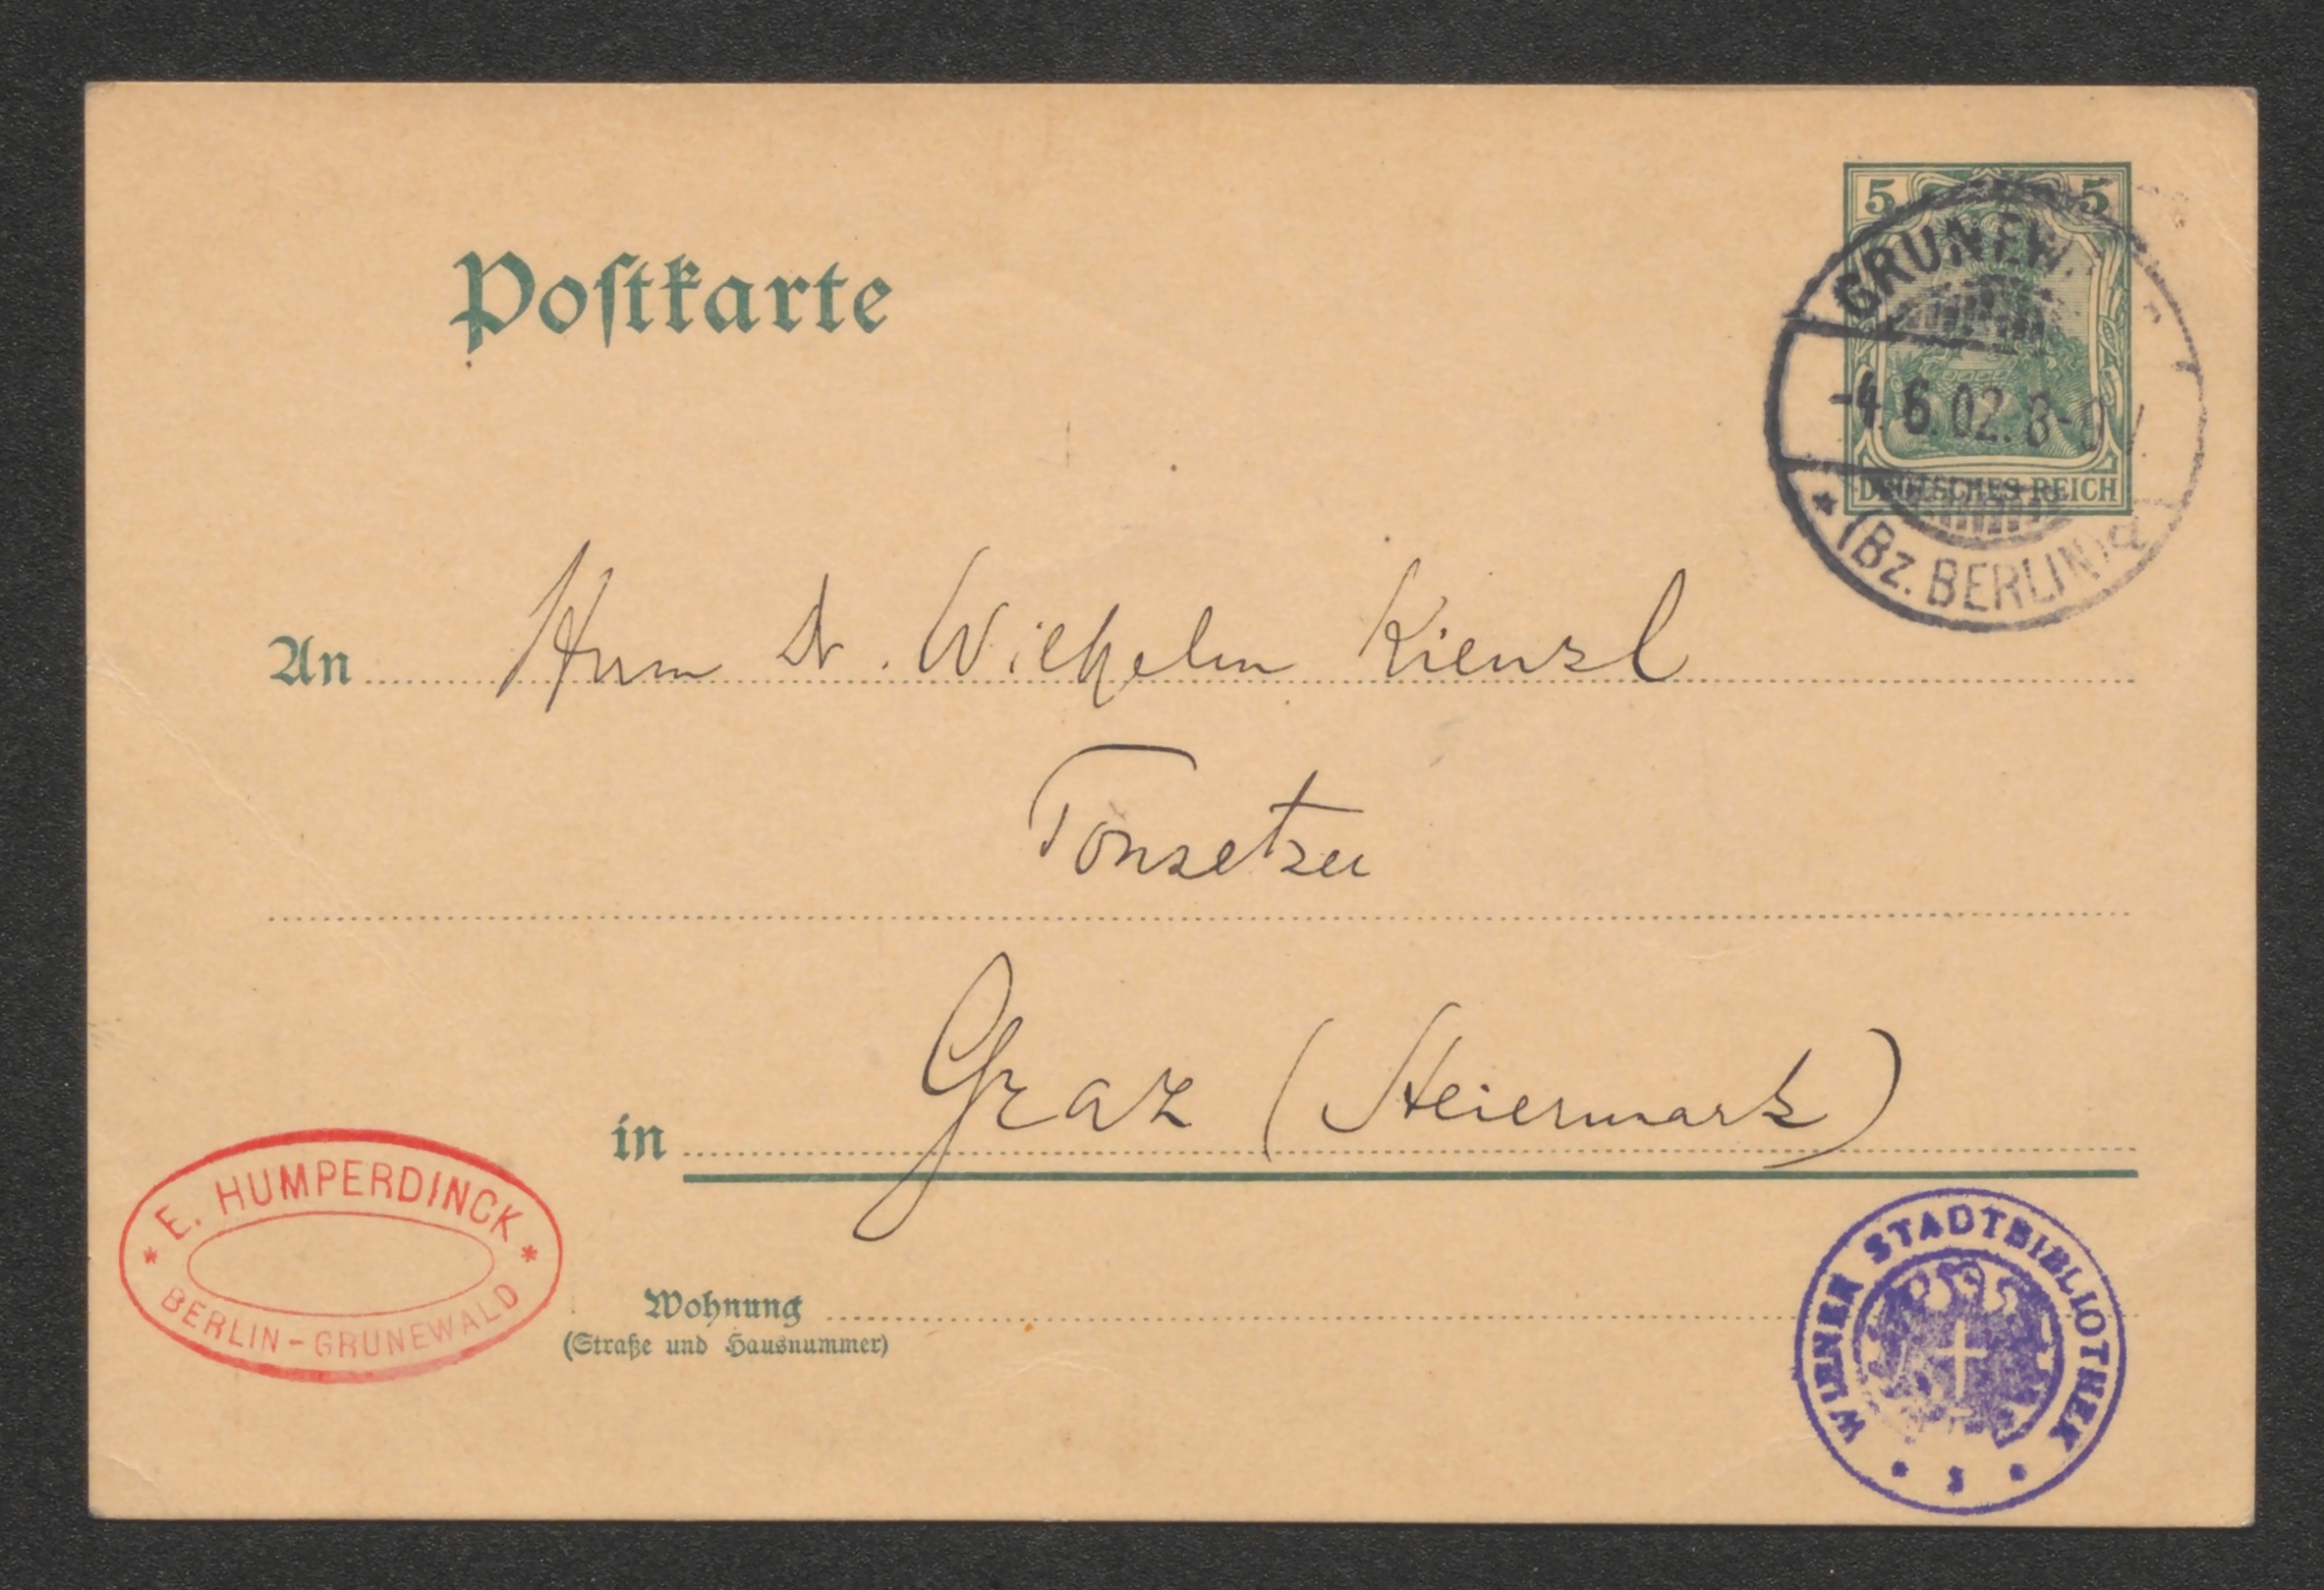 Postkarte
5 5
GRUNEW
-4.6.02.8-9
DEUTSCHES REICH
(Bz. BERLIN) a
An Herrn Dr. Wilhelm Kienzl
Tonsetzer
in Graz (Steiermark)
E. HUMPERDINCK
BERLIN-GRUNEWALD
Wohnung
(Straße und Hausnummer)
WIENER STADTBIBLIOTHEK